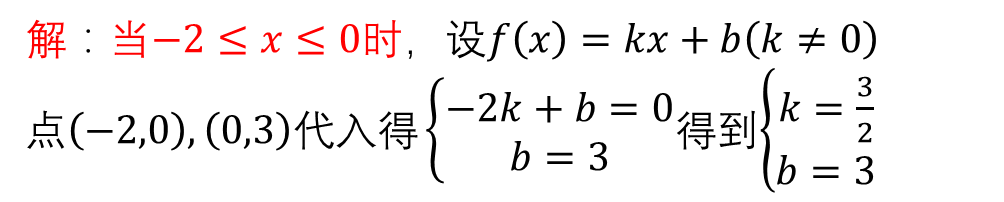 解：当−2 ≤ x ≤ 0时，设f(x) = kx + b(k ≠ 0)
点(−2,0), (0,3)代入得{−2k + b = 0, b = 3 得到{k = 3/2, b = 3